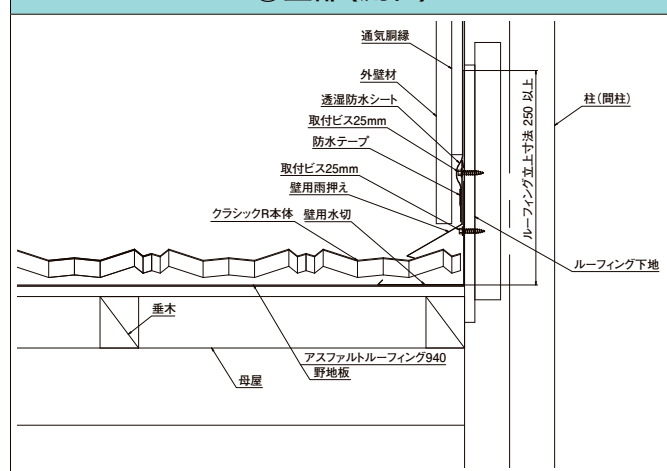 通気胴縁
外壁材
透湿防水シート
取付ビス25mm
防水テープ
取付ビス25mm
壁用雨押え
クラシックR本体
壁用水切
柱(間柱)
ルーフィング立上寸法 250 以上
ルーフィング下地
垂木
アスファルトルーフィング940
野地板
母屋